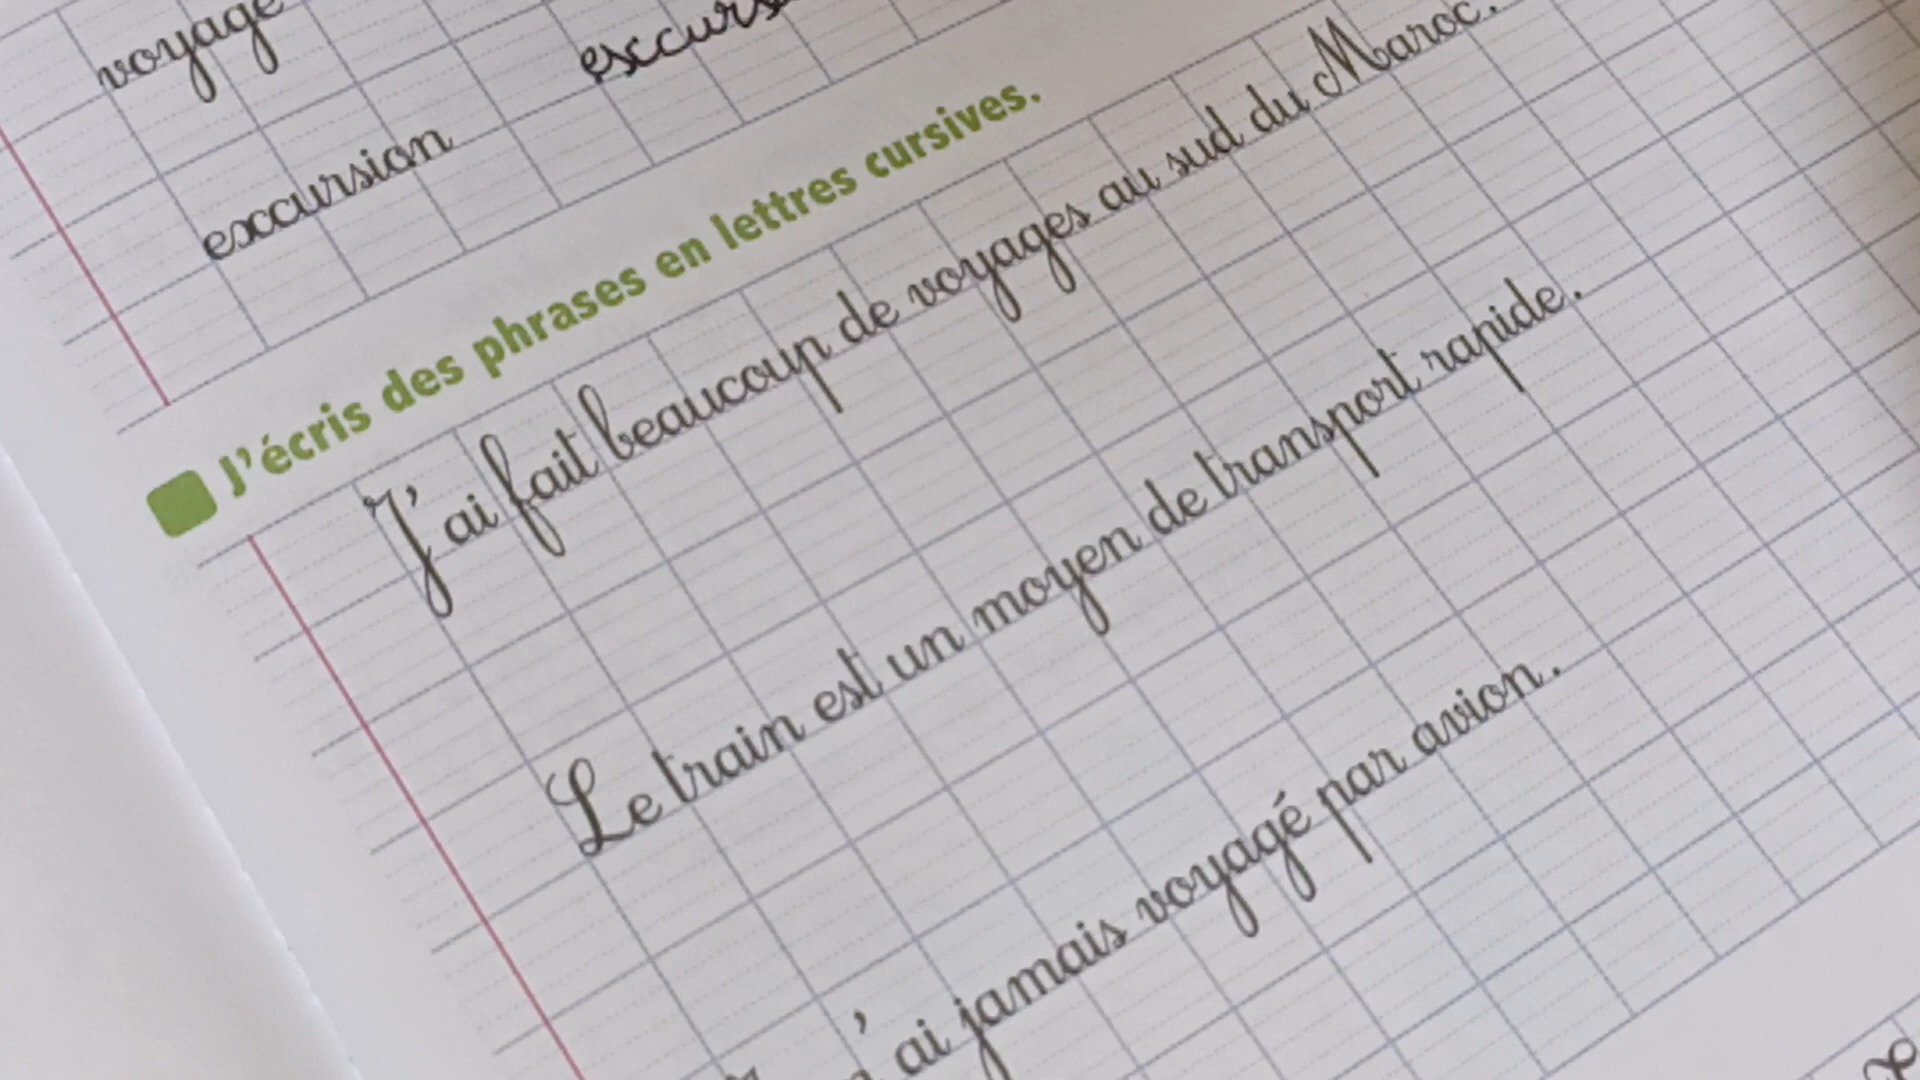 voyage
excursion
J'écris des phrases en lettres cursives.
J'ai fait beaucoup de voyages au sud du Maroc.
Le train est un moyen de transport rapide.
n'ai jamais voyagé par avion.